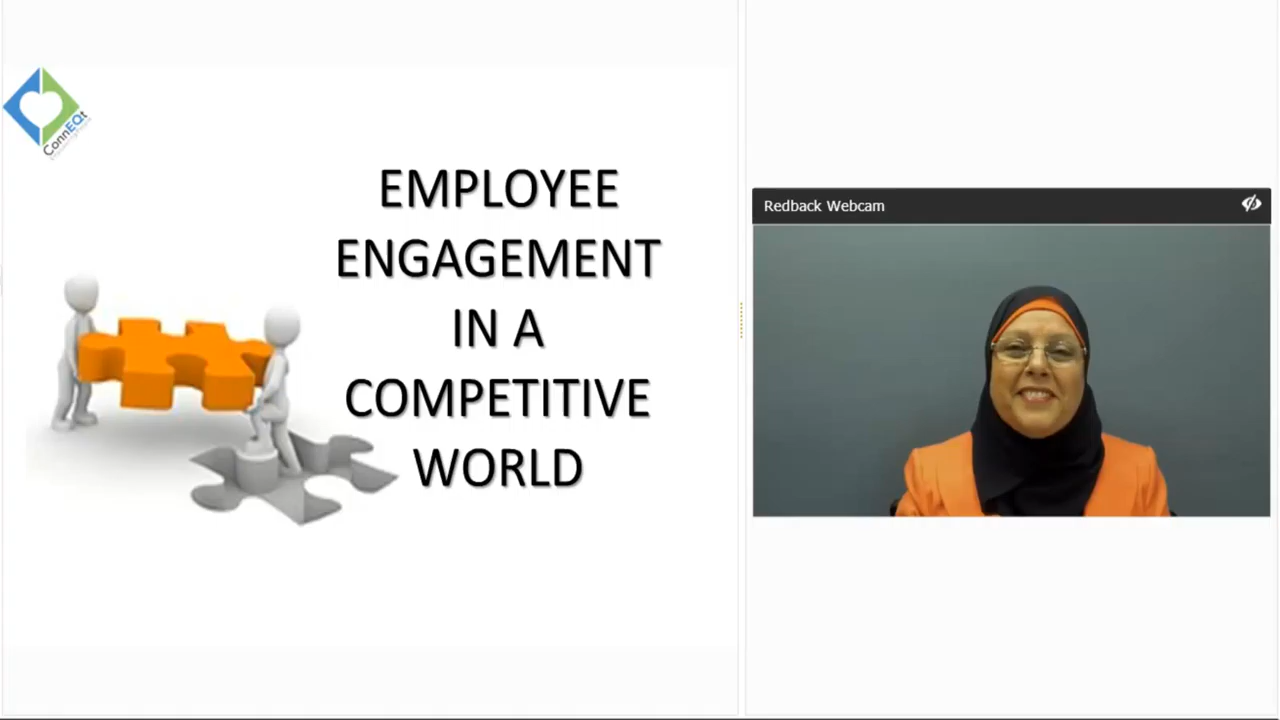 ConnEQt
EMPLOYEE
ENGAGEMENT
IN A
COMPETITIVE
WORLD
Redback Webcam